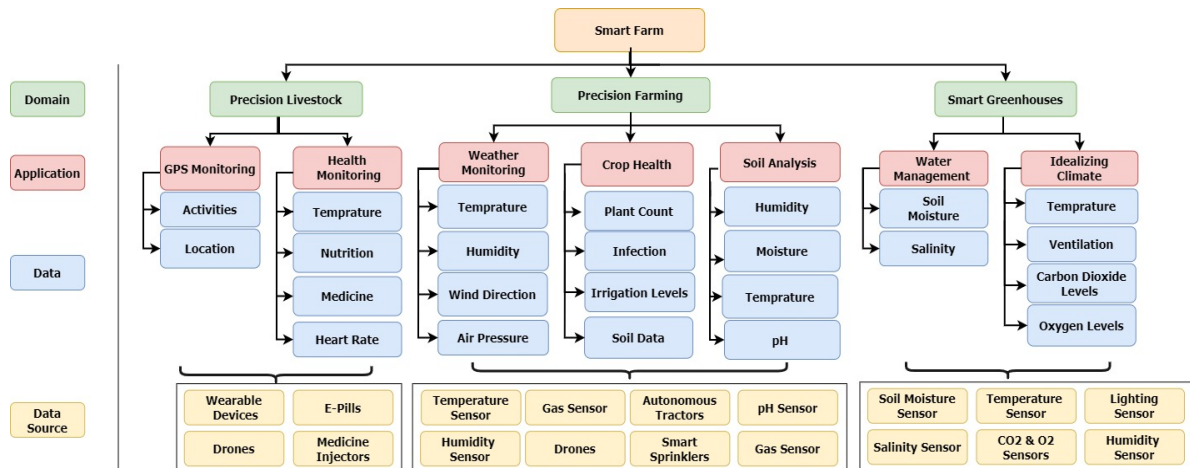 Smart Farm
Domain
Precision Livestock
Precision Farming
Smart Greenhouses
Application
GPS Monitoring
Health
Monitoring
Weather
Monitoring
Crop Health
Soil Analysis
Water
Management
Idealizing
Climate
Data
Activities
Location
Temprature
Nutrition
Medicine
Heart Rate
Temprature
Humidity
Wind Direction
Air Pressure
Plant Count
Infection
Irrigation Levels
Soil Data
Humidity
Moisture
Temprature
pH
Soil
Moisture
Salinity
Temprature
Ventilation
Carbon Dioxide
Levels
Oxygen Levels
Data
Source
Wearable
Devices
E-Pills
Drones
Medicine
Injectors
Temperature
Sensor
Gas Sensor
Autonomous
Tractors
pH Sensor
Humidity
Sensor
Drones
Smart
Sprinklers
Gas Sensor
Soil Moisture
Sensor
Temperature
Sensor
Lighting
Sensor
Salinity Sensor
CO2 & O2
Sensors
Humidity
Sensor